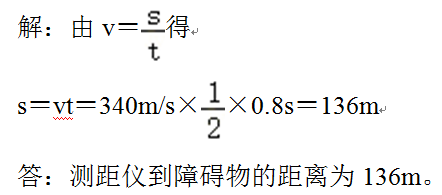 解：由 v＝s/t得
s＝vt＝340m/s×1/2×0.8s＝136m
答：测距仪到障碍物的距离为 136m。